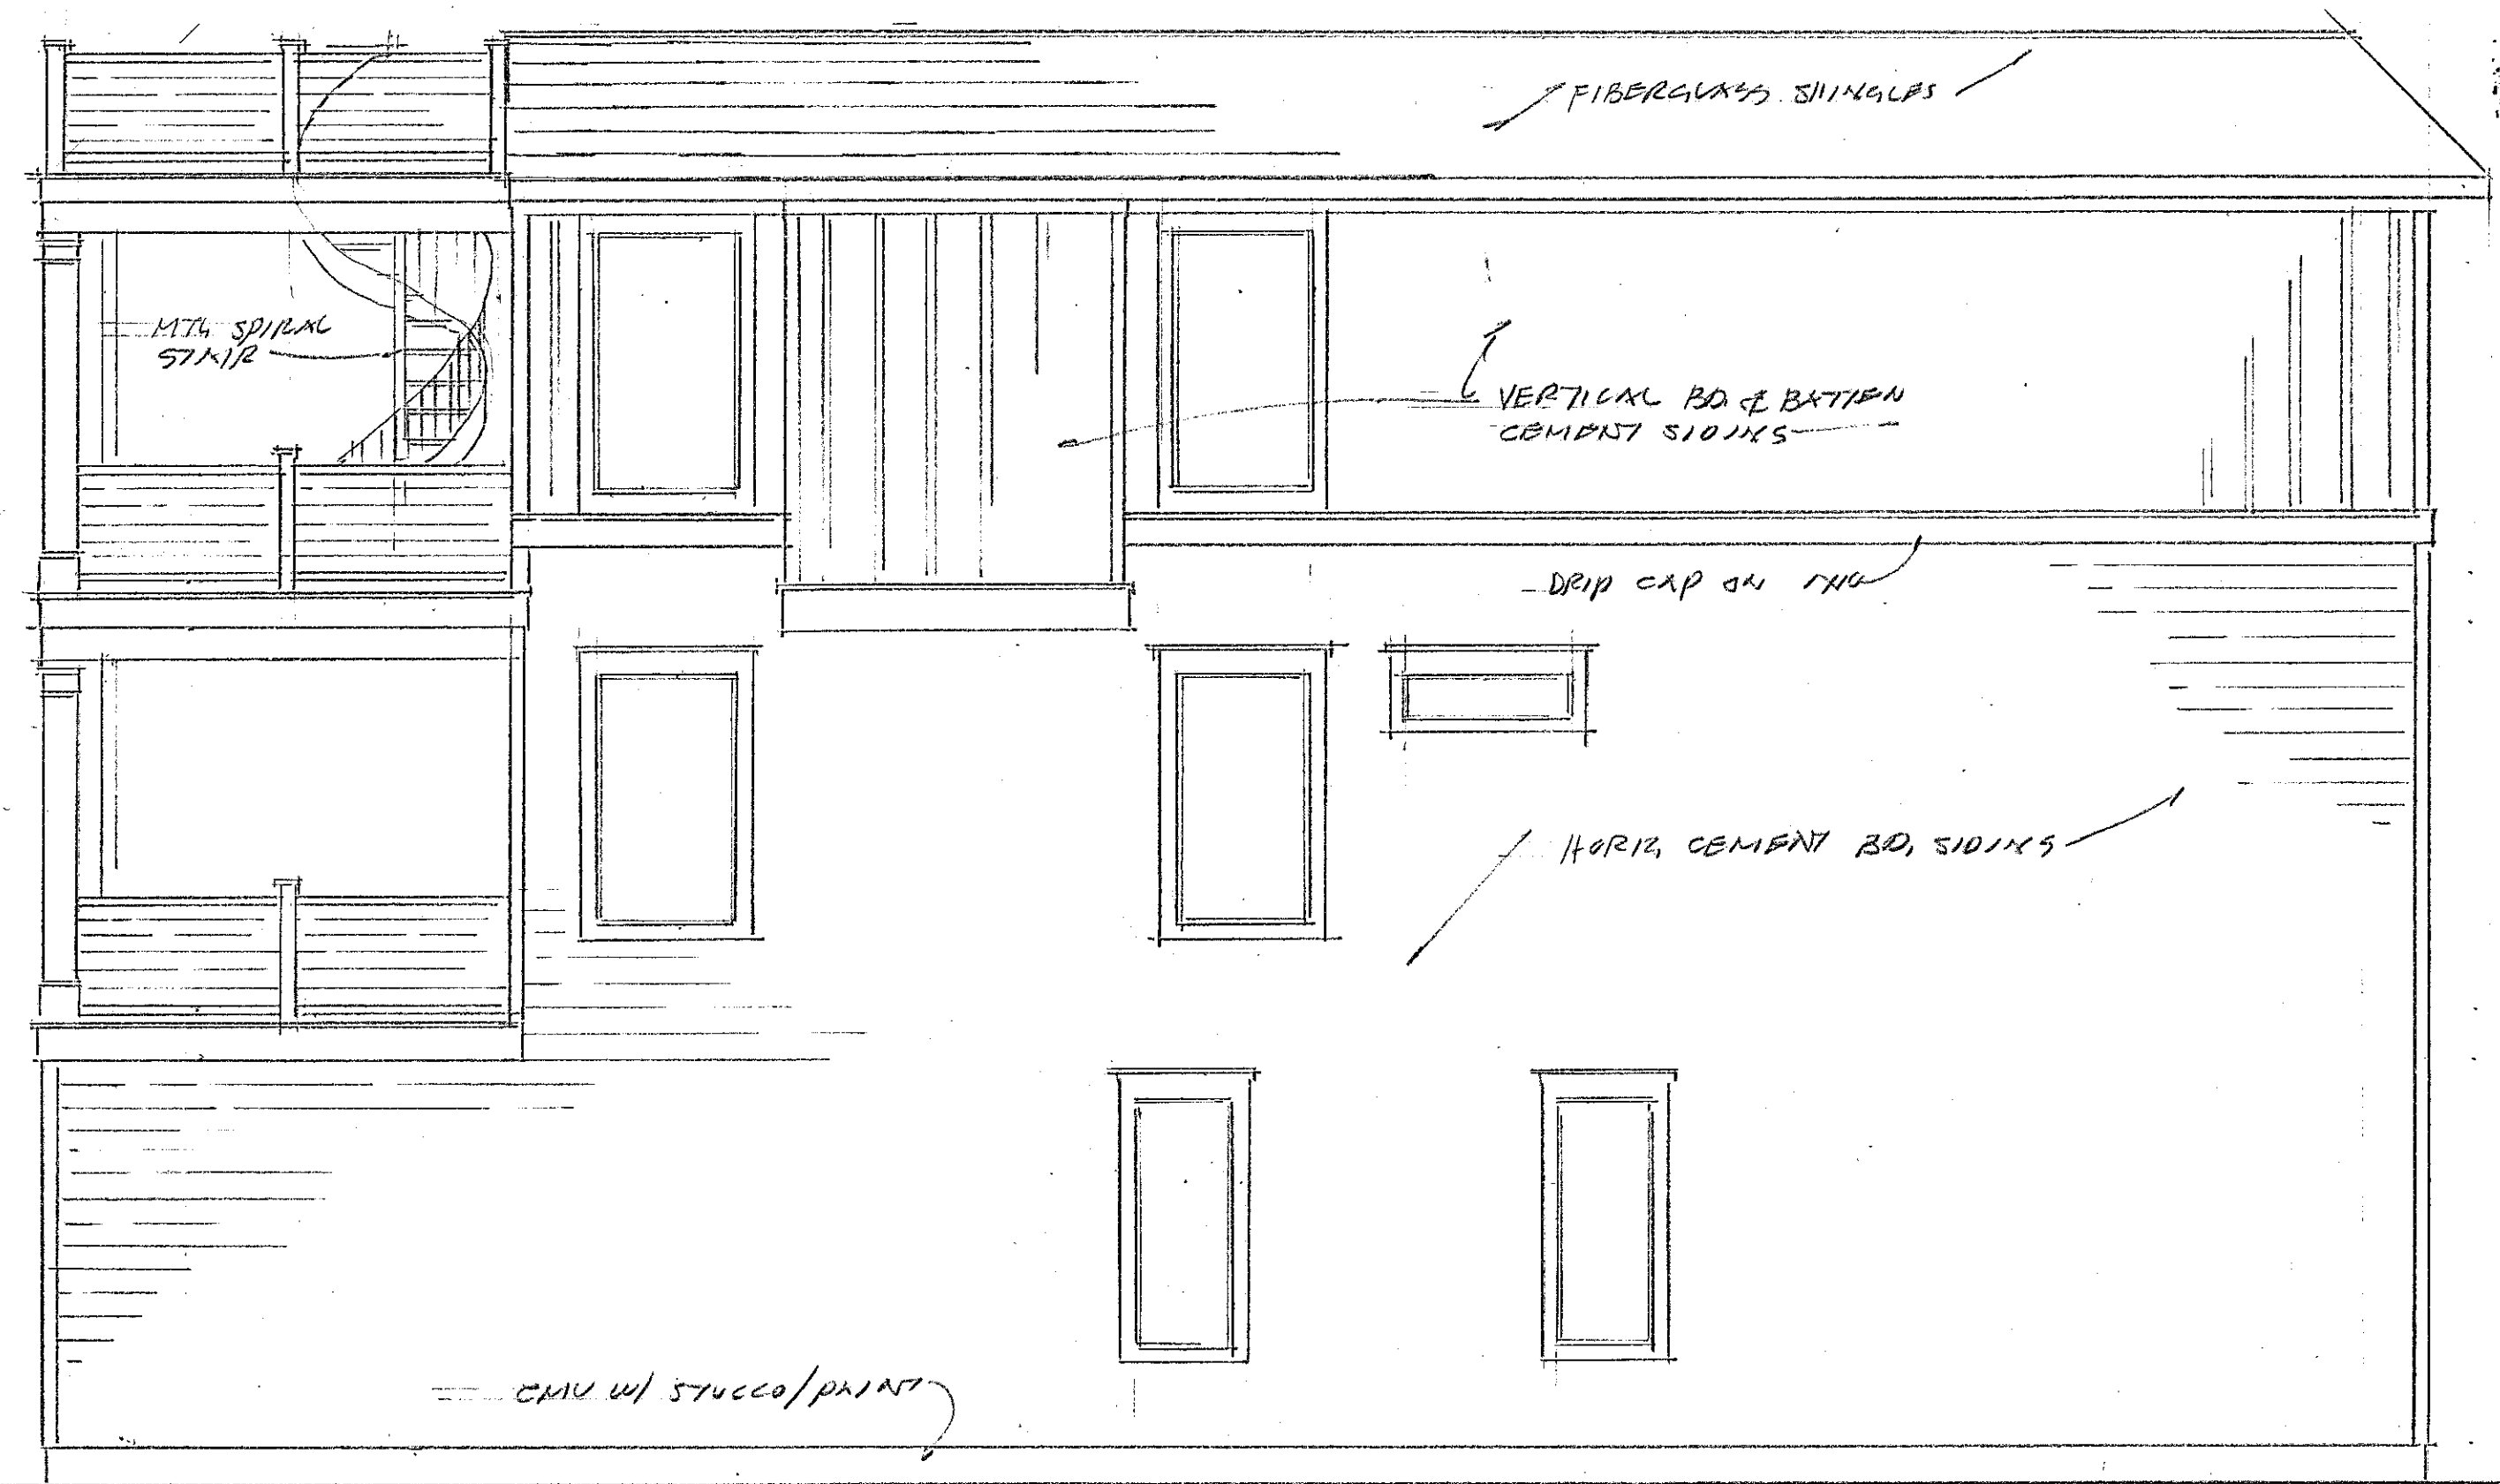 FIBERGLASS SHINGLES
MTL SPIRAL
STAIR
VERTICAL BD. & BATTEN
CEMENT SIDING
DRIP CAP ON
HORIZ. CEMENT BD. SIDING
CMU W/ STUCCO/PAINT